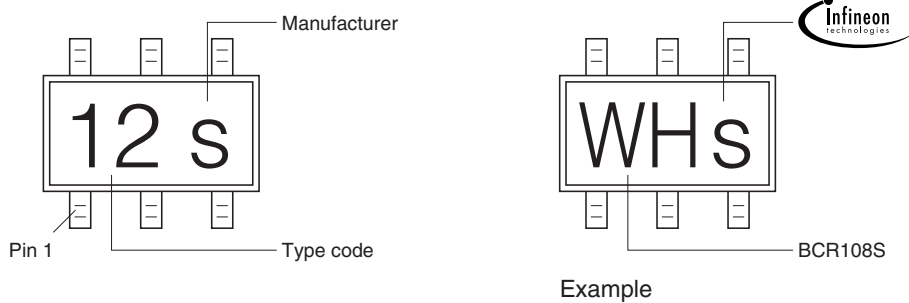 Manufacturer
Infineon
technologies
12 s
WHs
Pin 1
Type code
BCR108S
Example